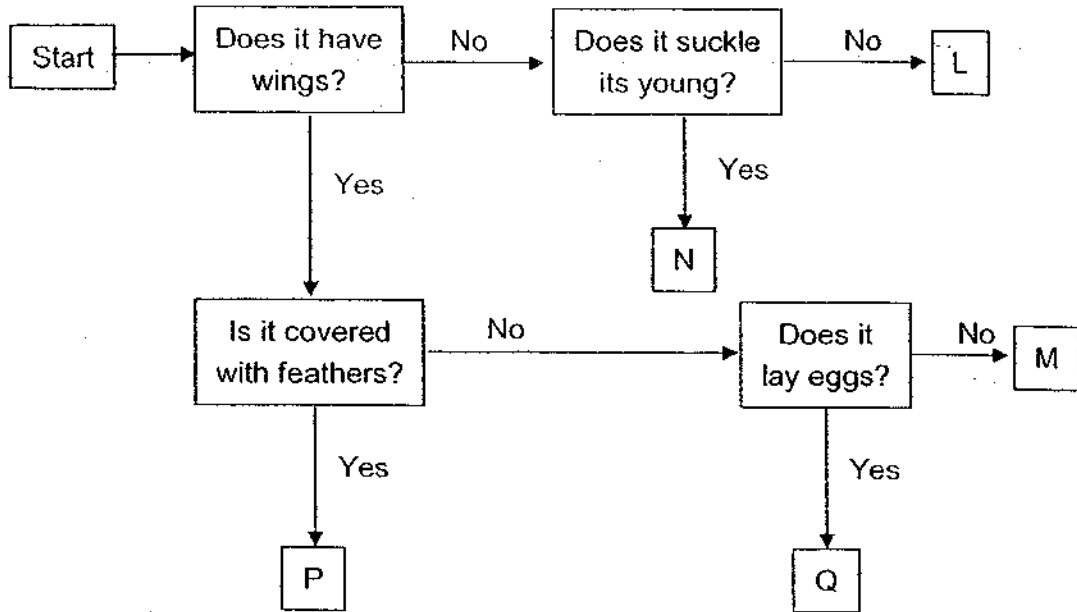 Start
Does it have
wings?
No
Does it suckle
its young?
No
L
Yes
Yes
N
Is it covered
with feathers?
No
Does it
lay eggs?
No
M
Yes
Yes
P
Q